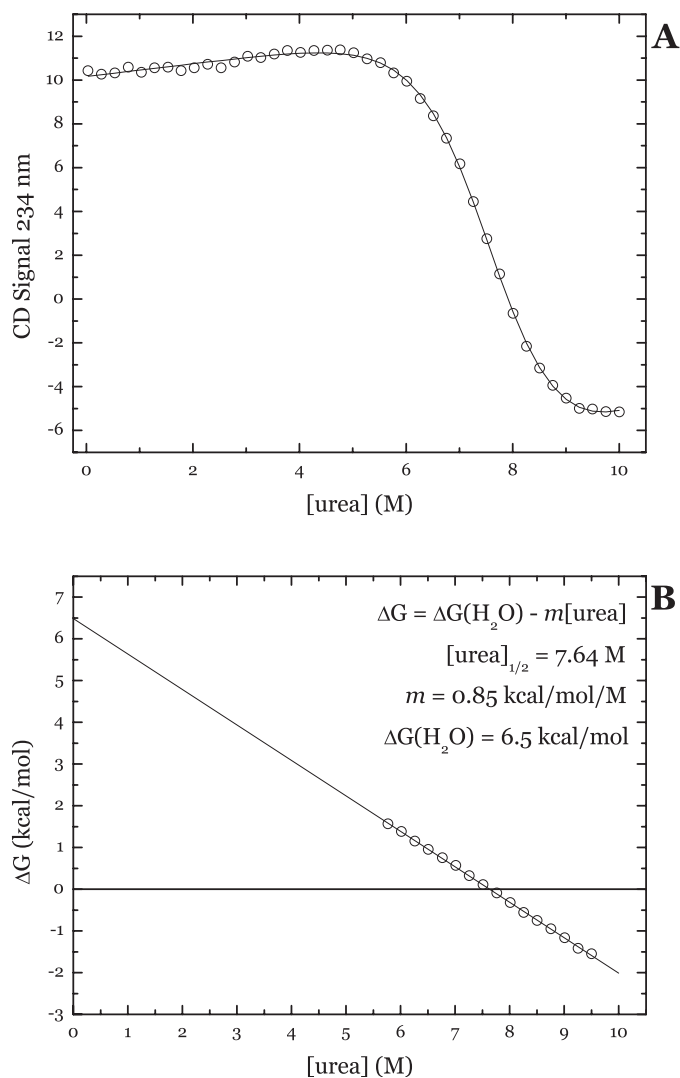 A
12
10
8
6
4
2
0
-2
-4
-6
CD Signal 234 nm
0 2 4 6 8 10
[urea] (M)
B
7
6
5
4
3
2
1
0
-1
-2
-3
ΔG (kcal/mol)
ΔG = ΔG(H₂O) - m[urea]
[urea]₁/₂ = 7.64 M
m = 0.85 kcal/mol/M
ΔG(H₂O) = 6.5 kcal/mol
0 1 2 3 4 5 6 7 8 9 10
[urea] (M)